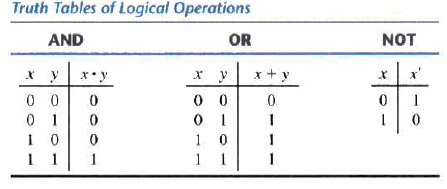 Truth Tables of Logical Operations
AND OR NOT
x y x · y x y x + y x x'
0 0 0 0 0 0 0 1
0 1 0 0 1 1 1 0
1 0 0 1 0 1
1 1 1 1 1 1